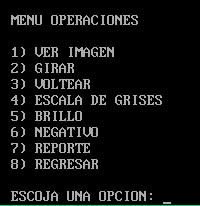 MENU OPERACIONES
1) VER IMAGEN
2) GIRAR
3) VOLTEAR
4) ESCALA DE GRISES
5) BRILLO
6) NEGATIVO
7) REPORTE
8) REGRESAR
ESCOJA UNA OPCION: _